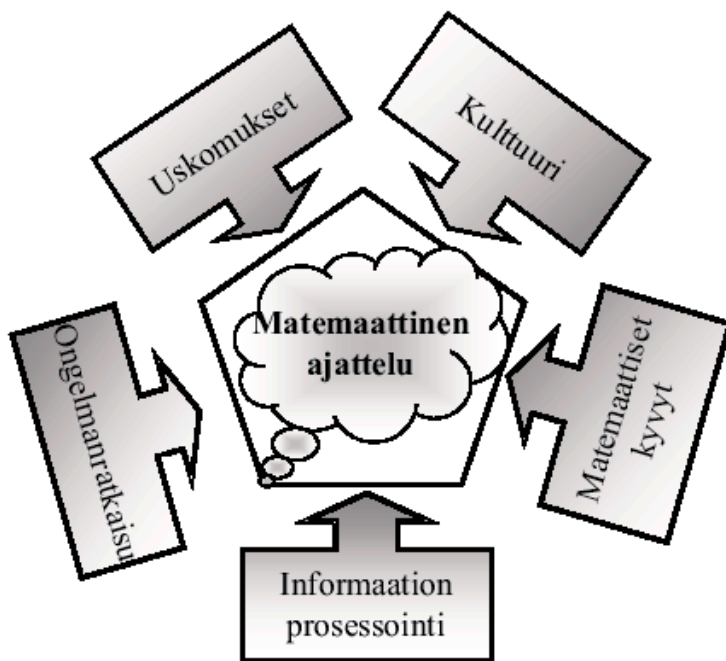 Uskomukset
Kulttuuri
Matemaattinen
ajattelu
Ongelmanratkaisu
Matemaattiset
kyvyt
Informaation
prosessointi